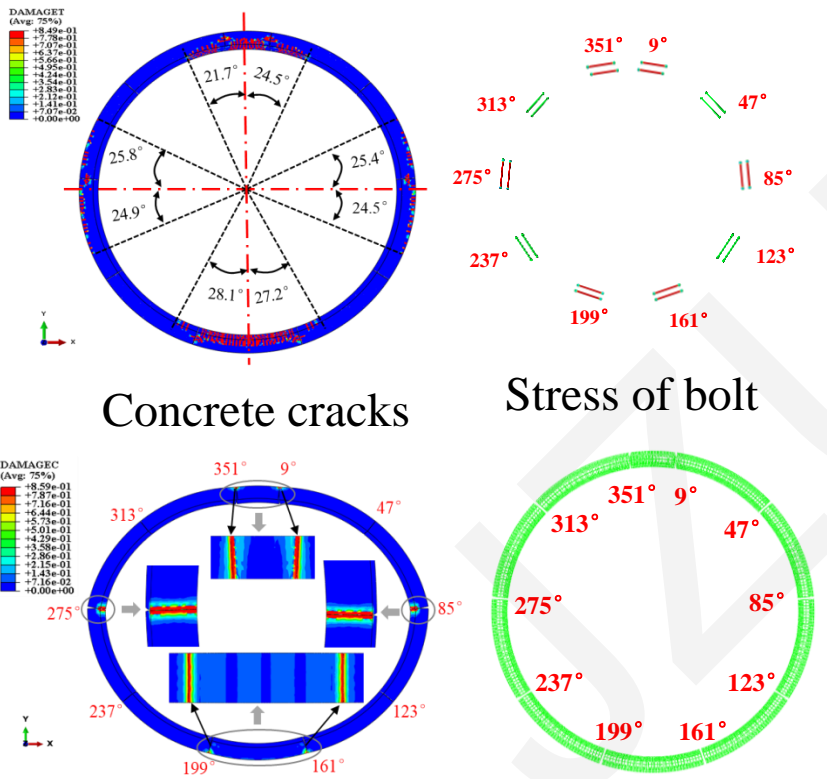 DAMAGET
(Avg: 75%)
+8.49e-01
+7.78e-01
+7.07e-01
+6.37e-01
+5.66e-01
+4.95e-01
+4.24e-01
+3.54e-01
+2.83e-01
+2.12e-01
+1.41e-01
+7.07e-02
+0.00e+00
21.7° 24.5°
25.8° 25.4°
24.9° 24.5°
28.1° 27.2°
Y
X
351° 9°
313° 47°
275° 85°
237° 123°
199° 161°
Concrete cracks
Stress of bolt
DAMAGEC
(Avg: 75%)
+8.59e-01
+7.87e-01
+7.16e-01
+6.44e-01
+5.73e-01
+5.01e-01
+4.29e-01
+3.58e-01
+2.86e-01
+2.15e-01
+1.43e-01
+7.16e-02
+0.00e+00
351° 9°
313° 47°
275° 85°
237° 123°
199° 161°
Y
X
351° 9°
313° 47°
275° 85°
237° 123°
199° 161°